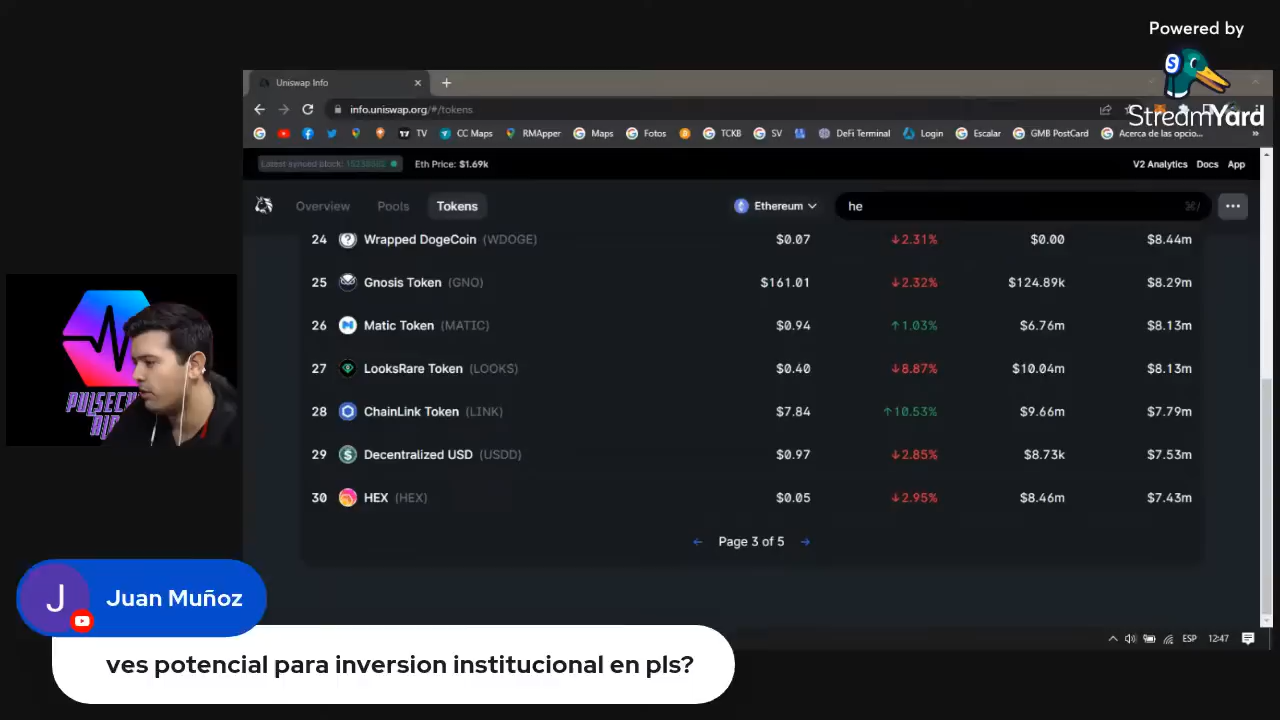 Powered by
StreamYard
Uniswap Info
info.uniswap.org/#/tokens
TV
CC Maps
RMApper
Maps
Fotos
TCKB
SV
DeFi Terminal
Login
Escalar
GMB PostCard
Acerca de las opcio...
Latest synced block:
Eth Price: $1.69k
V2 Analytics Docs App
Overview Pools Tokens
Ethereum
he
24 Wrapped DogeCoin (WDOGE) $0.07 ↓2.31% $0.00 $8.44m
25 Gnosis Token (GNO) $161.01 ↓2.32% $124.89k $8.29m
26 Matic Token (MATIC) $0.94 ↑1.03% $6.76m $8.13m
27 LooksRare Token (LOOKS) $0.40 ↓8.87% $10.04m $8.13m
28 ChainLink Token (LINK) $7.84 ↑10.53% $9.66m $7.79m
29 Decentralized USD (USDD) $0.97 ↓2.85% $8.73k $7.53m
30 HEX (HEX) $0.05 ↓2.95% $8.46m $7.43m
← Page 3 of 5 →
ESP 12:47
J
Juan Muñoz
ves potencial para inversion institucional en pls?